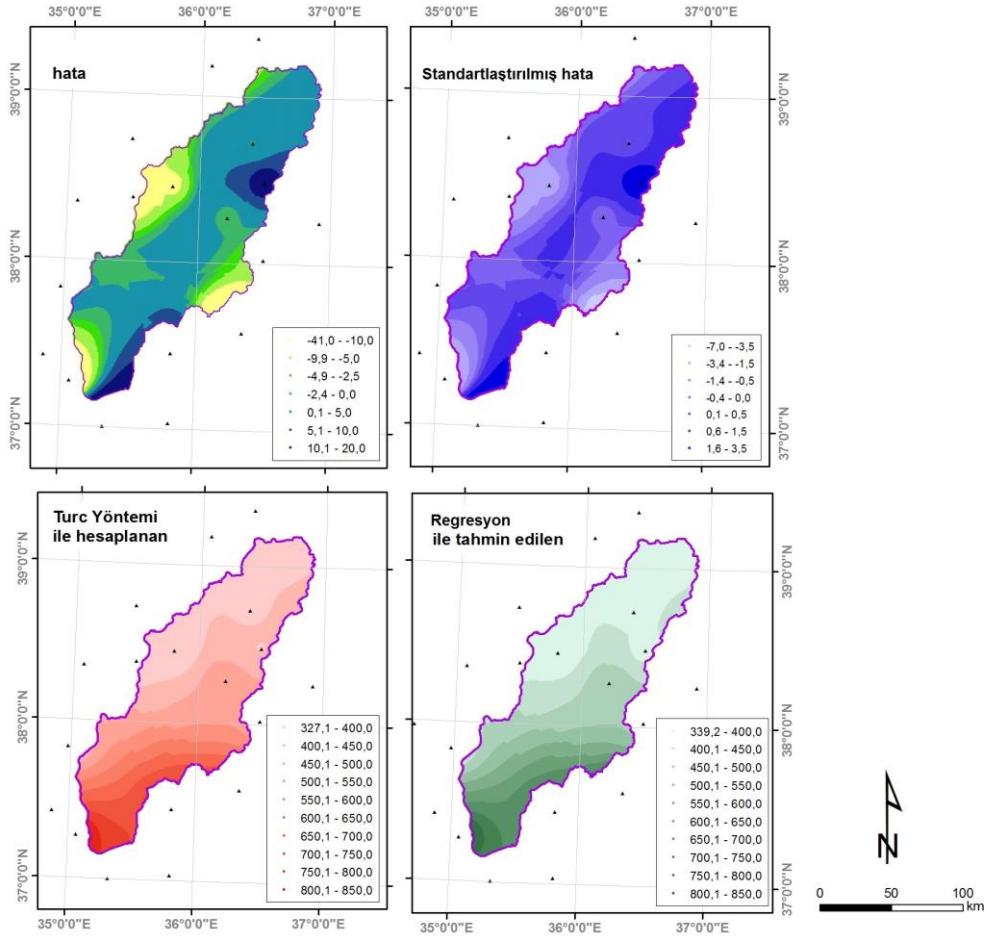 35°0'0"E
36°0'0"E
37°0'0"E
35°0'0"E
36°0'0"E
37°0'0"E
39°0'0"N
38°0'0"N
37°0'0"N
hata
-41,0 - -10,0
-9,9 - -5,0
-4,9 - -2,5
-2,4 - 0,0
0,1 - 5,0
5,1 - 10,0
10,1 - 20,0
Standartlaştırılmış hata
-7,0 - -3,5
-3,4 - -1,5
-1,4 - -0,5
-0,4 - 0,0
0,1 - 0,5
0,6 - 1,5
1,6 - 3,5
39°0'0"N
38°0'0"N
37°0'0"N
39°0'0"N
38°0'0"N
37°0'0"N
Turc Yöntemi
ile hesaplanan
327,1 - 400,0
400,1 - 450,0
450,1 - 500,0
500,1 - 550,0
550,1 - 600,0
600,1 - 650,0
650,1 - 700,0
700,1 - 750,0
750,1 - 800,0
800,1 - 850,0
Regresyon
ile tahmin edilen
339,2 - 400,0
400,1 - 450,0
450,1 - 500,0
500,1 - 550,0
550,1 - 600,0
600,1 - 650,0
650,1 - 700,0
700,1 - 750,0
750,1 - 800,0
800,1 - 850,0
39°0'0"N
38°0'0"N
37°0'0"N
35°0'0"E
36°0'0"E
37°0'0"E
35°0'0"E
36°0'0"E
37°0'0"E
N
0 50 100
km